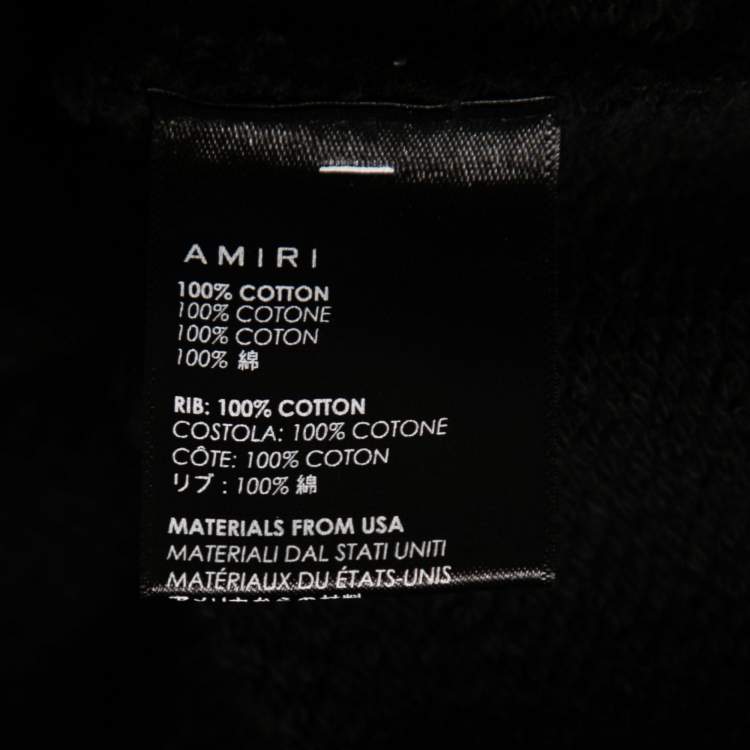 AMIRI
100% COTTON
100% COTONE
100% COTON
100% 綿
RIB: 100% COTTON
COSTOLA: 100% COTONE
CÔTE: 100% COTON
リブ : 100% 綿
MATERIALS FROM USA
MATERIALI DAL STATI UNITI
MATÉRIAUX DU ÉTATS-UNIS